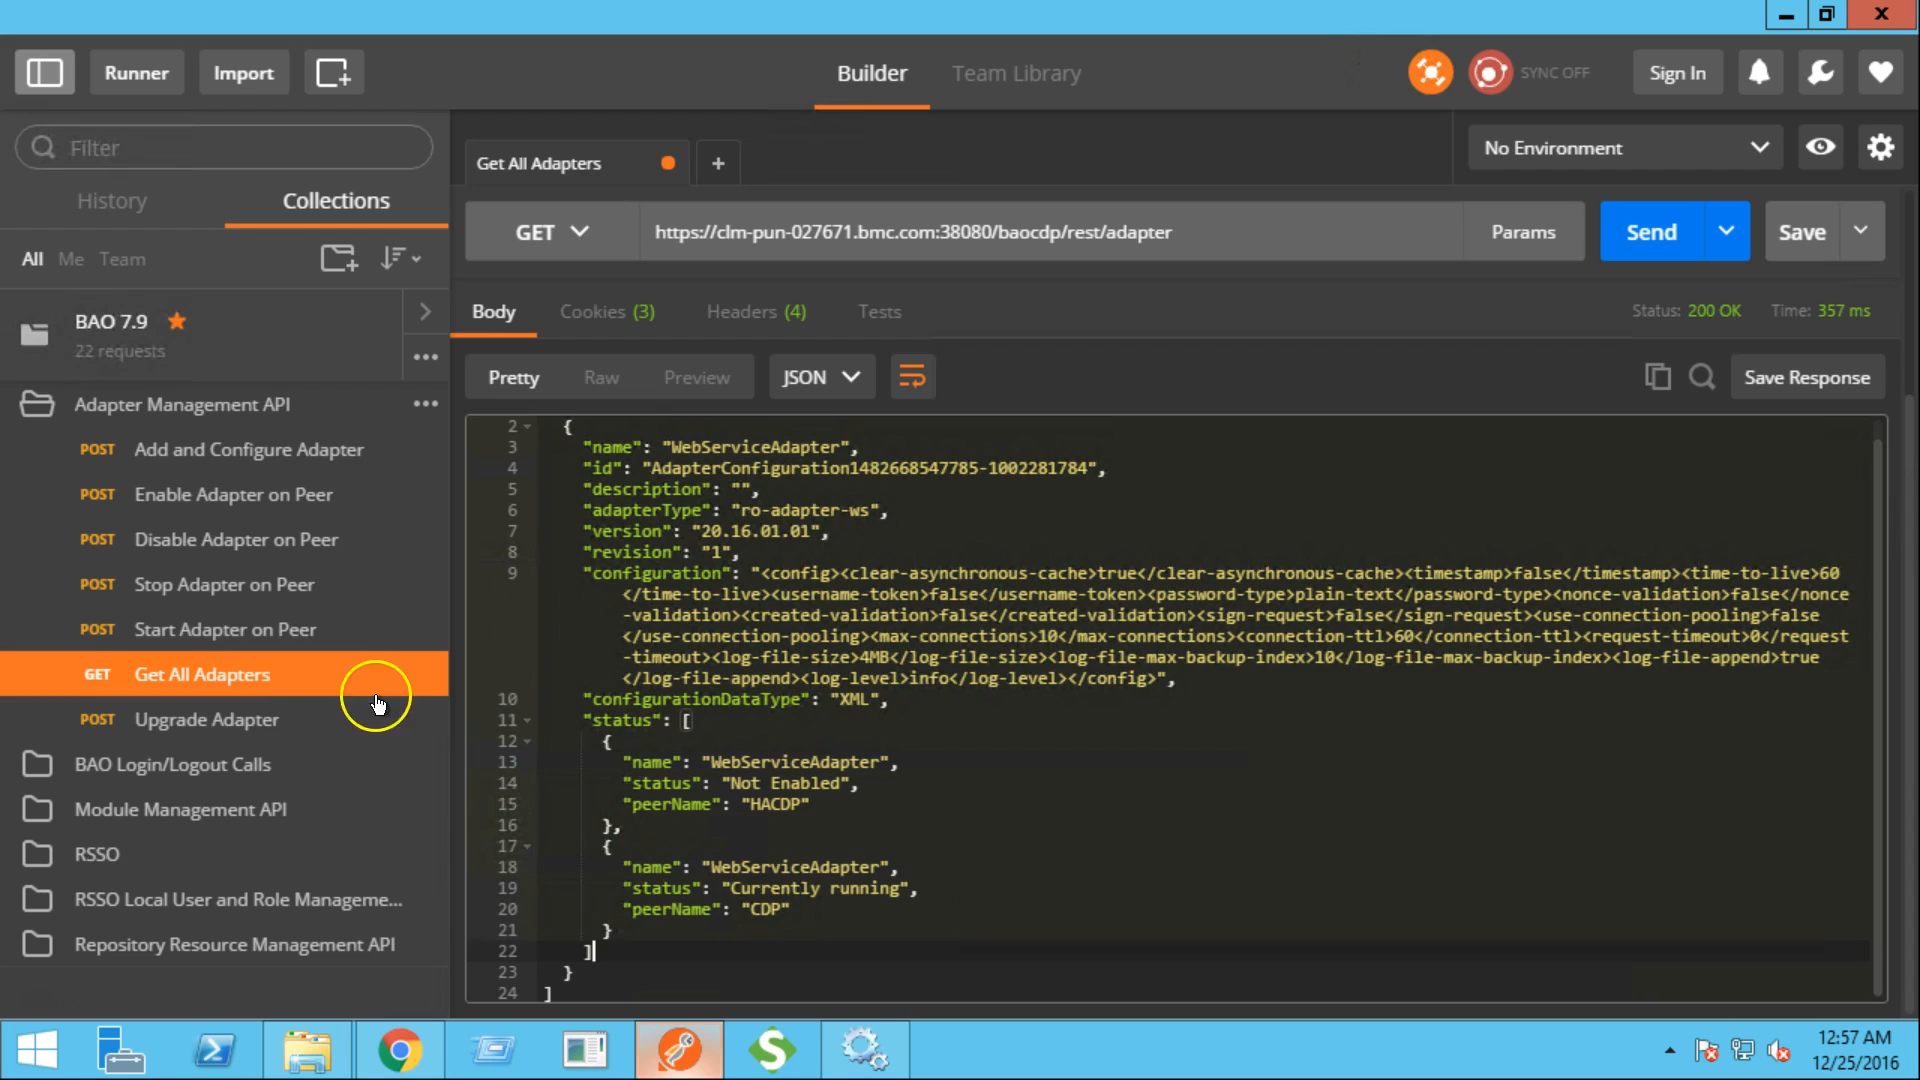 Runner
Import
Builder
Team Library
SYNC OFF
Sign In
Filter
History
Collections
All Me Team
BAO 7.9
22 requests
Adapter Management API
POST Add and Configure Adapter
POST Enable Adapter on Peer
POST Disable Adapter on Peer
POST Stop Adapter on Peer
POST Start Adapter on Peer
GET Get All Adapters
POST Upgrade Adapter
BAO Login/Logout Calls
Module Management API
RSSO
RSSO Local User and Role Manageme...
Repository Resource Management API
Get All Adapters
+
No Environment
GET
https://clm-pun-027671.bmc.com:38080/baocdp/rest/adapter
Params
Send
Save
Body
Cookies (3)
Headers (4)
Tests
Status: 200 OK
Time: 357 ms
Pretty
Raw
Preview
JSON
Save Response
2 {
3 "name": "WebServiceAdapter",
4 "id": "AdapterConfiguration1482668547785-1002281784",
5 "description": "",
6 "adapterType": "ro-adapter-ws",
7 "version": "20.16.01.01",
8 "revision": "1",
9 "configuration": "<config><clear-asynchronous-cache>true</clear-asynchronous-cache><timestamp>false</timestamp><time-to-live>60
</time-to-live><username-token>false</username-token><password-type>plain-text</password-type><nonce-validation>false</nonce
-validation><created-validation>false</created-validation><sign-request>false</sign-request><use-connection-pooling>false
</use-connection-pooling><max-connections>10</max-connections><connection-ttl>60</connection-ttl><request-timeout>0</request
-timeout><log-file-size>4MB</log-file-size><log-file-max-backup-index>10</log-file-max-backup-index><log-file-append>true
</log-file-append><log-level>info</log-level></config>",
10 "configurationDataType": "XML",
11 "status": [
12 {
13 "name": "WebServiceAdapter",
14 "status": "Not Enabled",
15 "peerName": "HACDP"
16 },
17 {
18 "name": "WebServiceAdapter",
19 "status": "Currently running",
20 "peerName": "CDP"
21 }
22 ]
23 }
24 ]
12:57 AM
12/25/2016